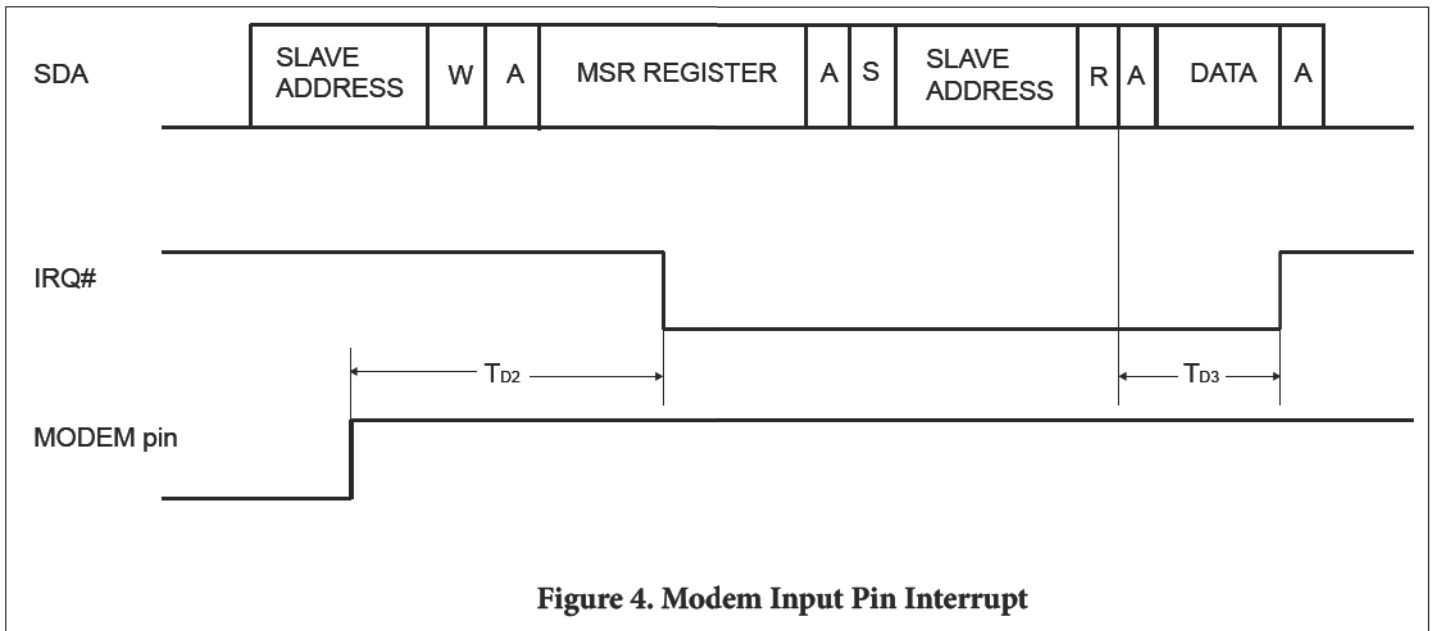 SDA
SLAVE
ADDRESS
W
A
MSR REGISTER
A
S
SLAVE
ADDRESS
R
A
DATA
A
IRQ#
TD2
TD3
MODEM pin
Figure 4. Modem Input Pin Interrupt